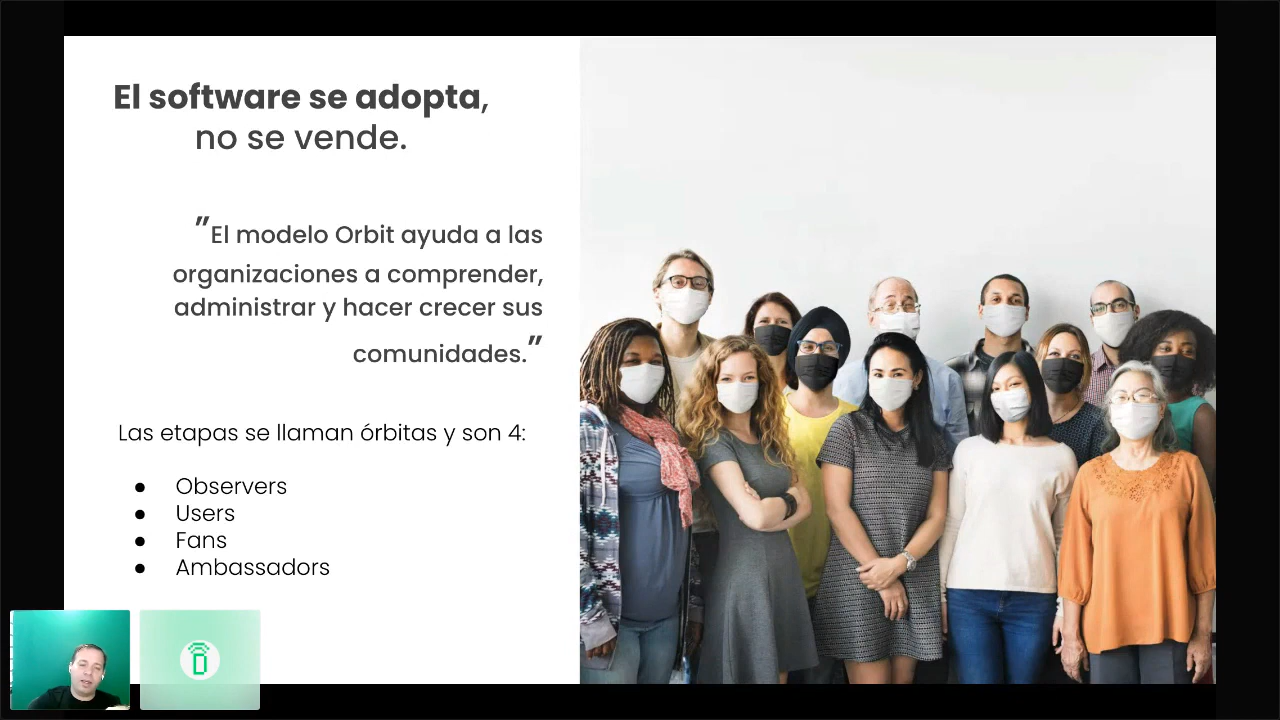 El software se adopta,
no se vende.
"El modelo Orbit ayuda a las
organizaciones a comprender,
administrar y hacer crecer sus
comunidades."
Las etapas se llaman órbitas y son 4:
● Observers
● Users
● Fans
● Ambassadors